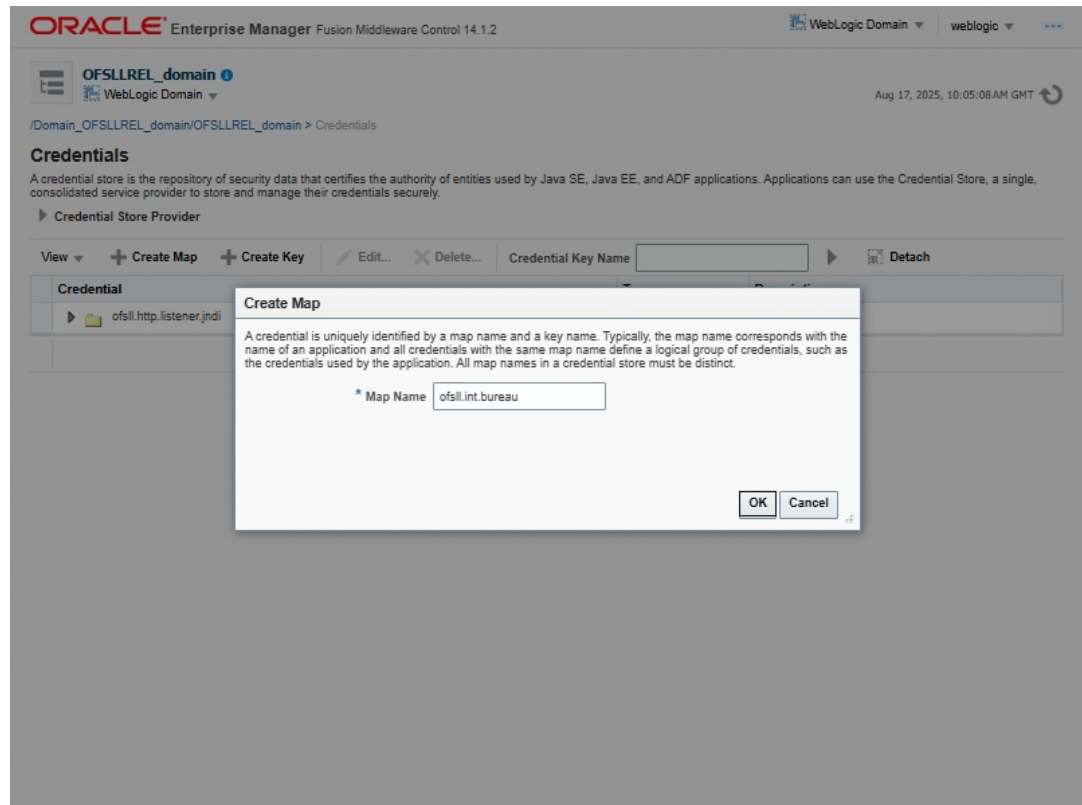 ORACLE Enterprise Manager Fusion Middleware Control 14.1.2
WebLogic Domain weblogic
OFSLLREL_domain
WebLogic Domain
Aug 17, 2025, 10:05:08 AM GMT
/Domain_OFSLLREL_domain/OFSLLREL_domain > Credentials
Credentials
A credential store is the repository of security data that certifies the authority of entities used by Java SE, Java EE, and ADF applications. Applications can use the Credential Store, a single,
consolidated service provider to store and manage their credentials securely.
Credential Store Provider
View Create Map Create Key Edit... Delete... Credential Key Name Detach
Credential
ofsll.http.listener.jndi
Create Map
A credential is uniquely identified by a map name and a key name. Typically, the map name corresponds with the
name of an application and all credentials with the same map name define a logical group of credentials, such as
the credentials used by the application. All map names in a credential store must be distinct.
* Map Name ofsll.int.bureau
OK Cancel